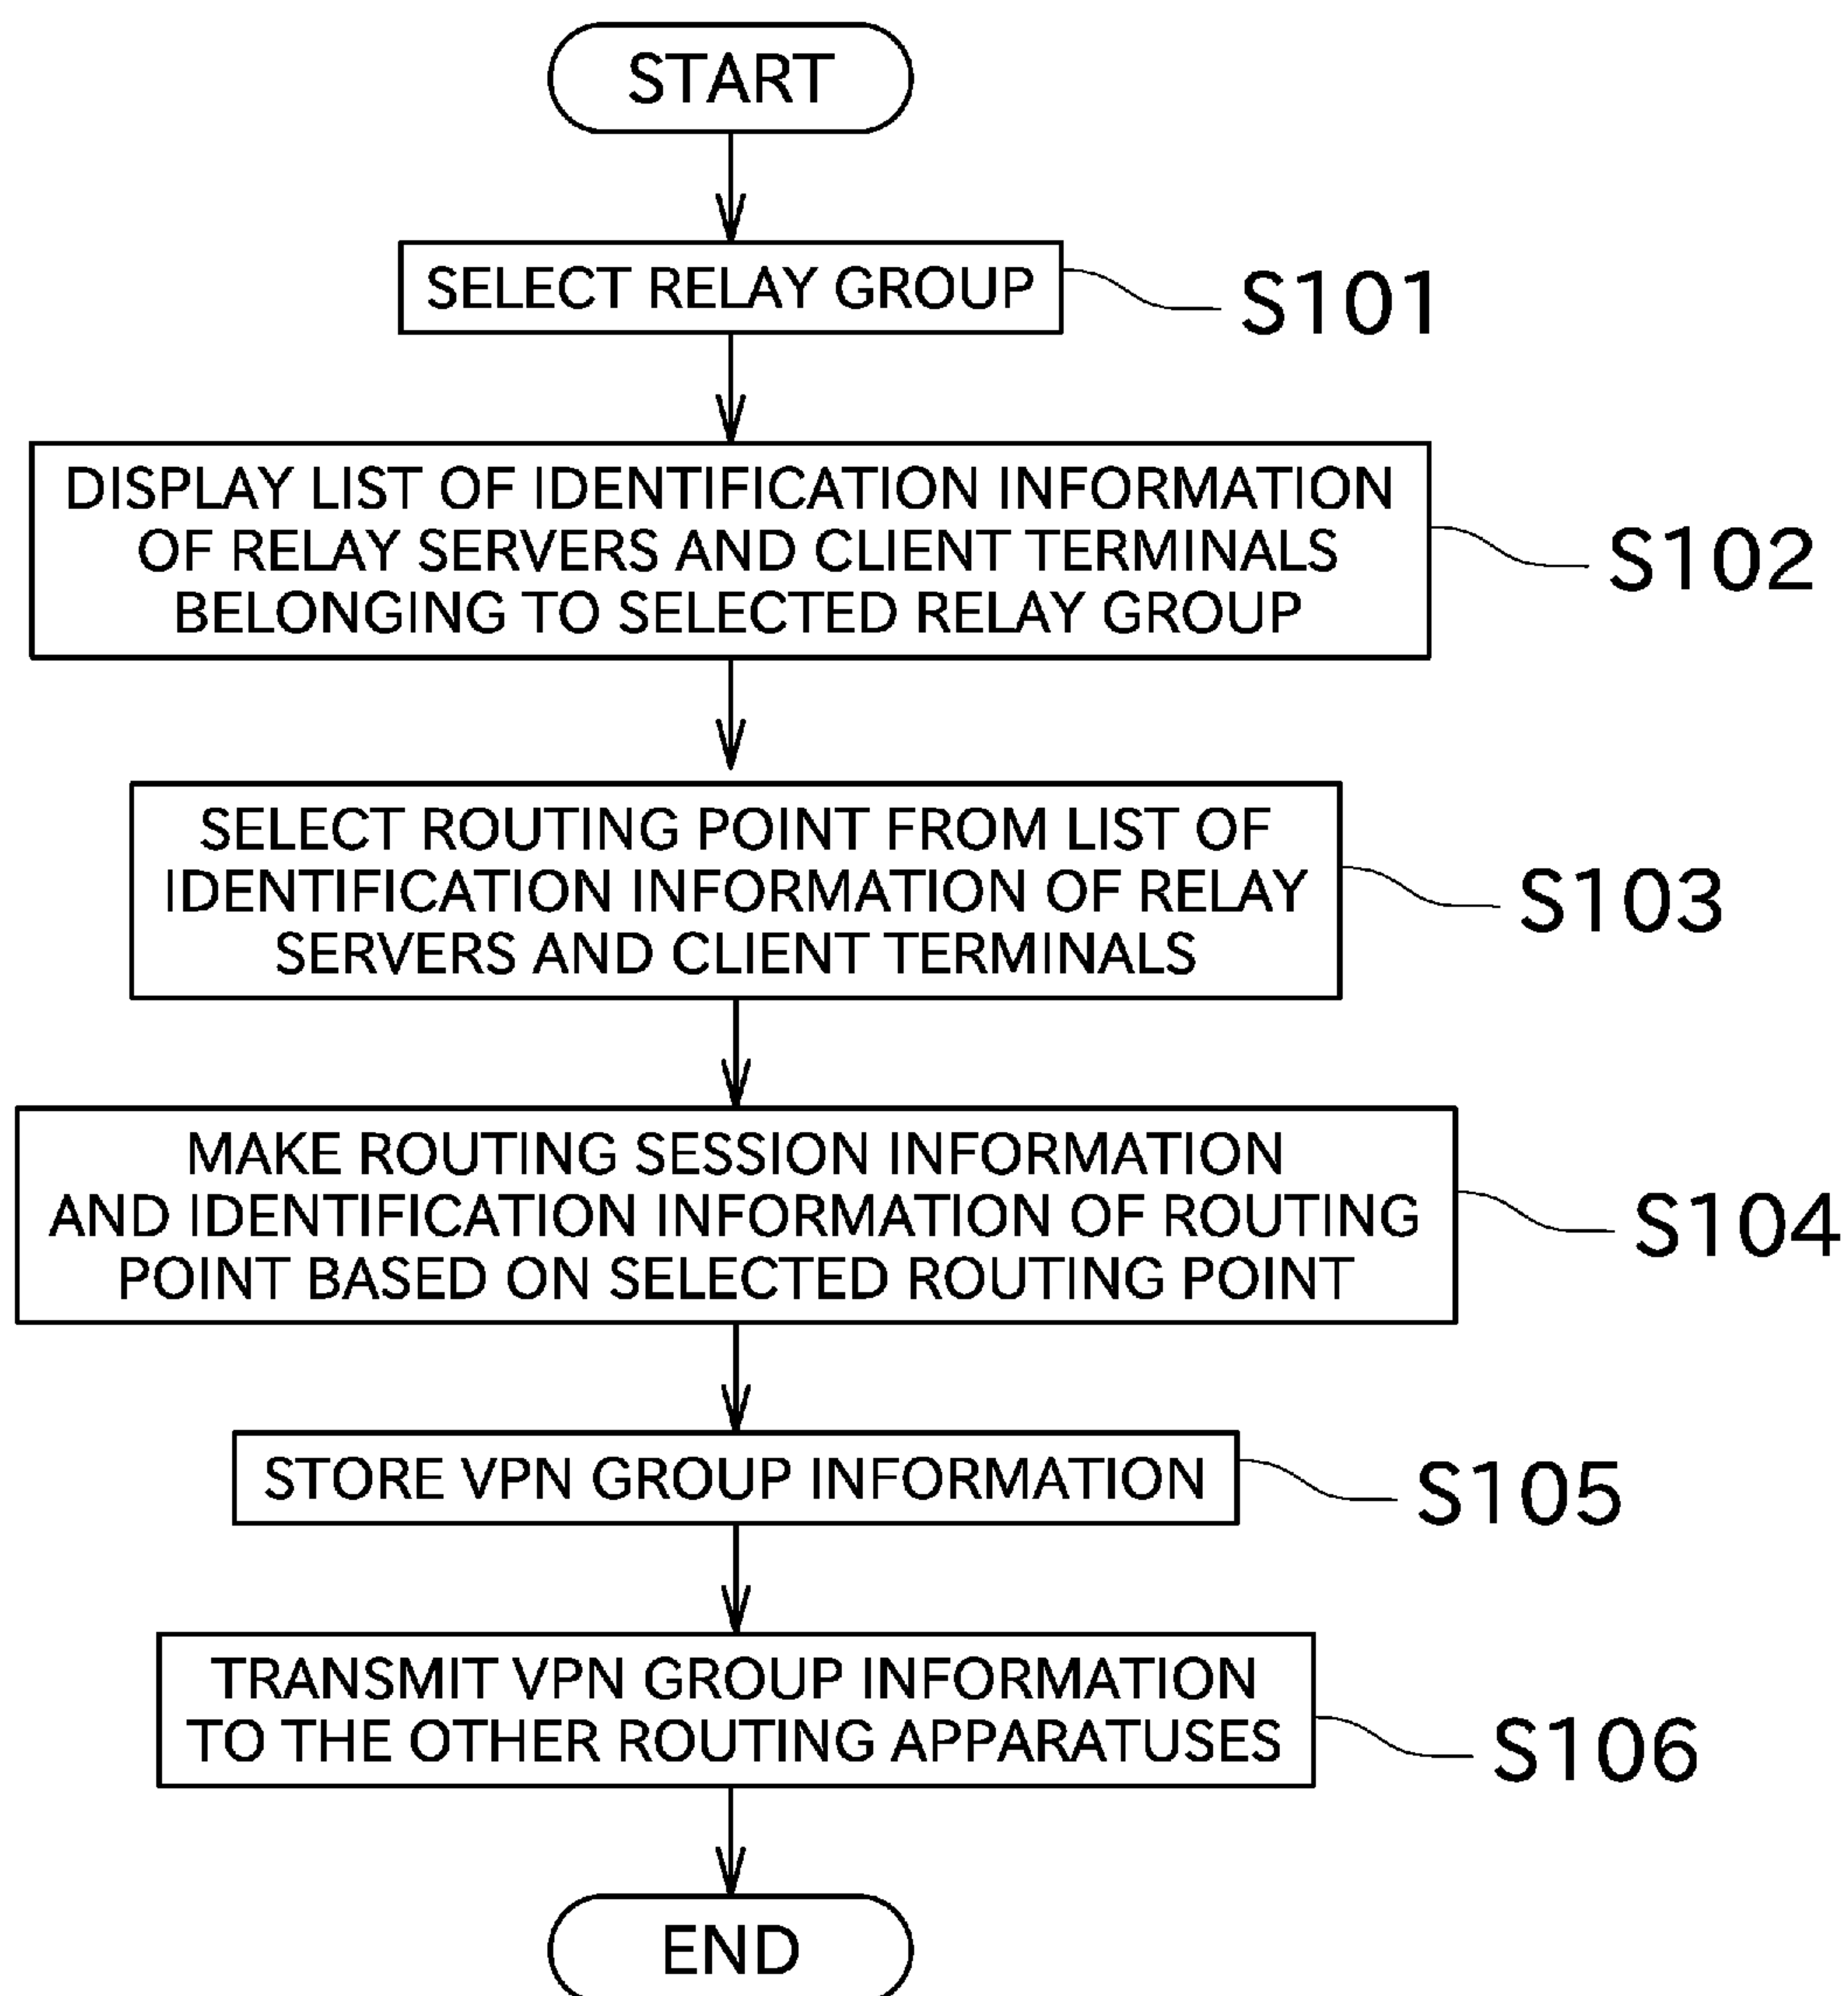 START
SELECT RELAY GROUP
S101
DISPLAY LIST OF IDENTIFICATION INFORMATION
OF RELAY SERVERS AND CLIENT TERMINALS
BELONGING TO SELECTED RELAY GROUP
S102
SELECT ROUTING POINT FROM LIST OF
IDENTIFICATION INFORMATION OF RELAY
SERVERS AND CLIENT TERMINALS
S103
MAKE ROUTING SESSION INFORMATION
AND IDENTIFICATION INFORMATION OF ROUTING
POINT BASED ON SELECTED ROUTING POINT
S104
STORE VPN GROUP INFORMATION
S105
TRANSMIT VPN GROUP INFORMATION
TO THE OTHER ROUTING APPARATUSES
S106
END